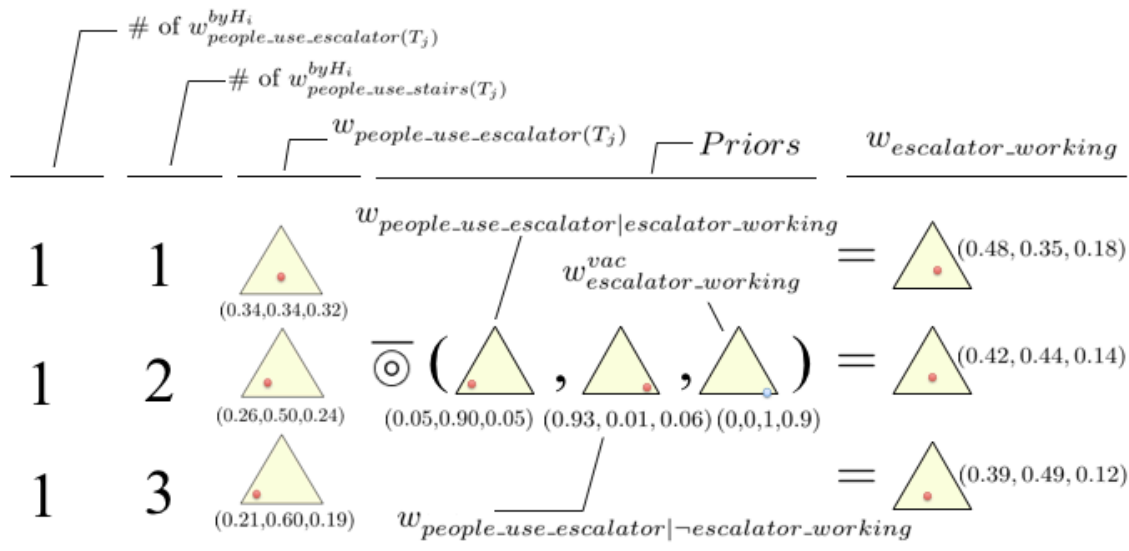 # of w^{byH_i}_{people_use_escalator(T_j)}
# of w^{byH_i}_{people_use_stairs(T_j)}
w_{people_use_escalator(T_j)}
Priors
w_{escalator_working}
w_{people_use_escalator|escalator_working}
1 1 (0.34,0.34,0.32) = (0.48, 0.35, 0.18)
w^{vac}_{escalator_working}
1 2 (0.26,0.50,0.24) ⊚ ( , , ) = (0.42, 0.44, 0.14)
(0.05,0.90,0.05) (0.93, 0.01, 0.06) (0,0,1,0.9)
1 3 (0.21,0.60,0.19) = (0.39, 0.49, 0.12)
w_{people_use_escalator|¬escalator_working}